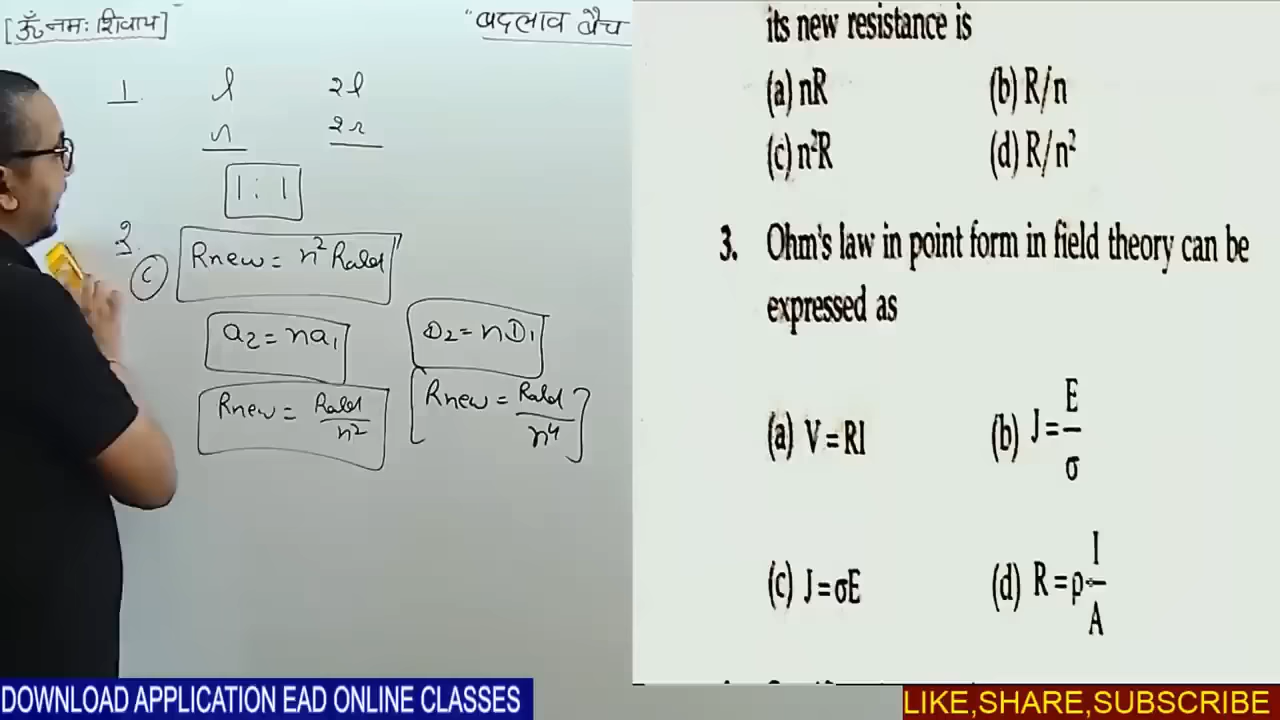 [ॐ नमः शिवाय]
"बदलाव बैच
1. l 2l
r 2r
1 : 1
2.
(c) Rnew = n² Rold
a₂ = na₁ D₂ = nD₁
Rnew = Rold/n² Rnew = Rold/n⁴
its new resistance is
(a) nR (b) R/n
(c) n²R (d) R/n²
3. Ohm's law in point form in field theory can be
expressed as
(a) V = RI (b) J = E/σ
(c) J = σE (d) R = ρ l/A
DOWNLOAD APPLICATION EAD ONLINE CLASSES
LIKE,SHARE,SUBSCRIBE